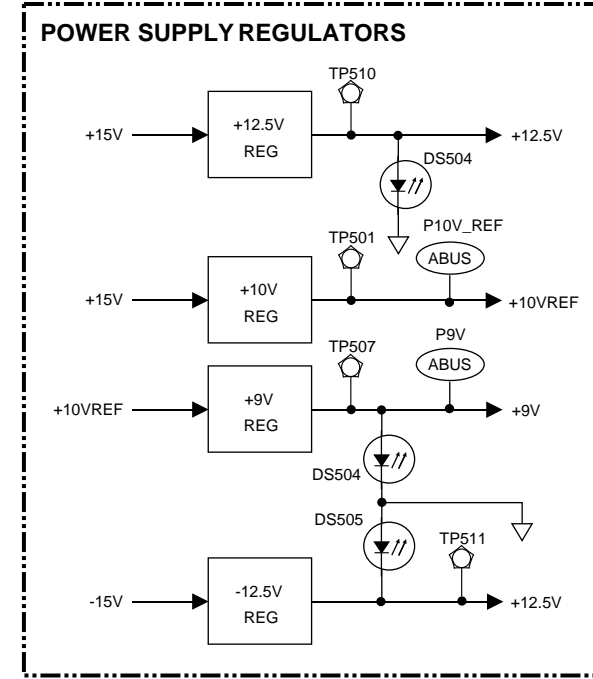 POWER SUPPLY REGULATORS
TP510
+15V
+12.5V
REG
+12.5V
DS504
P10V_REF
TP501
ABUS
+15V
+10V
REG
+10VREF
TP507
P9V
ABUS
+10VREF
+9V
REG
+9V
DS504
DS505
TP511
-15V
-12.5V
REG
+12.5V